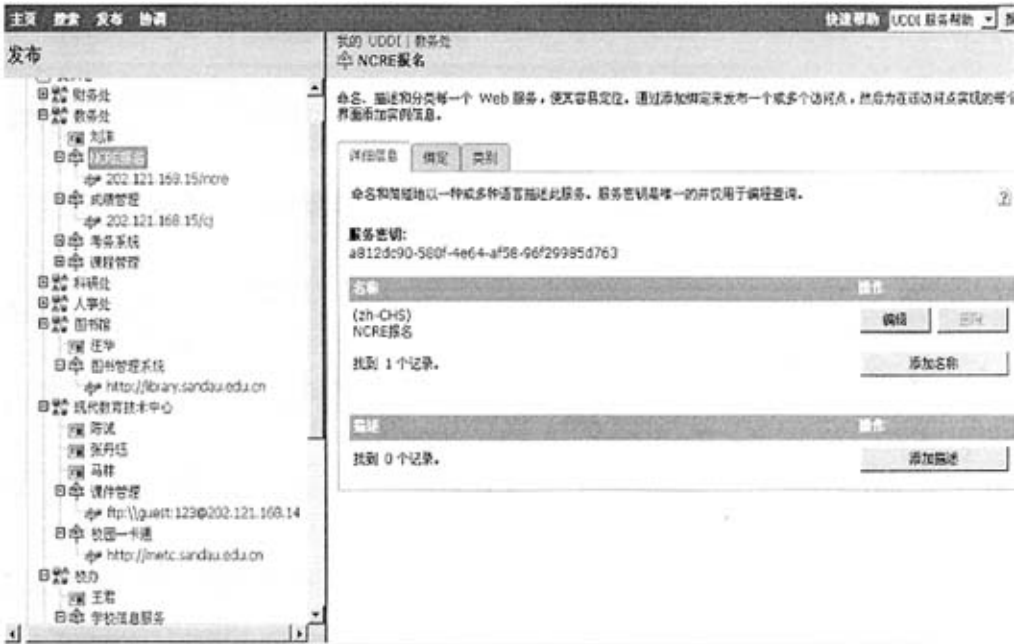 主页 搜索 发布 协调
快速帮助 UDDI 服务帮助
发布
我的 UDDI | 教务处
NCRE报名
命名、描述和分类每一个 Web 服务，使其容易定位。通过添加绑定来发布一个或多个访问点，然后为在该访问点实现的每个
界面添加实例信息。
详细信息 绑定 类别
命名和简短地以一种或多种语言描述此服务。服务密钥是唯一的并仅用于编程查询。
服务密钥:
a812dc90-580f-4e64-af58-96f29985d763
名称 操作
(zh-CHS)
NCRE报名
编辑 删除
找到 1 个记录。
添加名称
描述 操作
找到 0 个记录。
添加描述
财务处
教务处
NCRE报名
202.121.169.15/ncre
成绩管理
202.121.168.15/cj
考务系统
课程管理
科研处
人事处
图书馆
汪华
图书管理系统
http://library.sandau.edu.cn
现代教育技术中心
陈诚
张丹珏
马林
课件管理
ftp:\\guest:123@202.121.168.14
校园一卡通
http://metc.sandau.edu.cn
校办
王君
学校信息服务